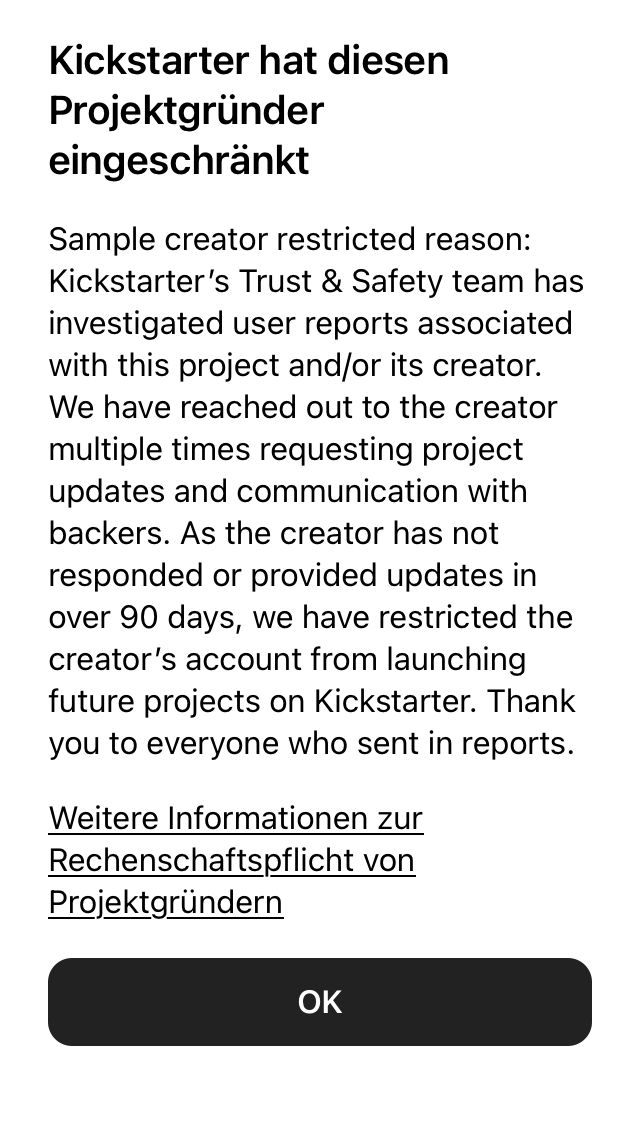 Kickstarter hat diesen
Projektgründer
eingeschränkt
Sample creator restricted reason:
Kickstarter’s Trust & Safety team has
investigated user reports associated
with this project and/or its creator.
We have reached out to the creator
multiple times requesting project
updates and communication with
backers. As the creator has not
responded or provided updates in
over 90 days, we have restricted the
creator’s account from launching
future projects on Kickstarter. Thank
you to everyone who sent in reports.
Weitere Informationen zur
Rechenschaftspflicht von
Projektgründern
OK